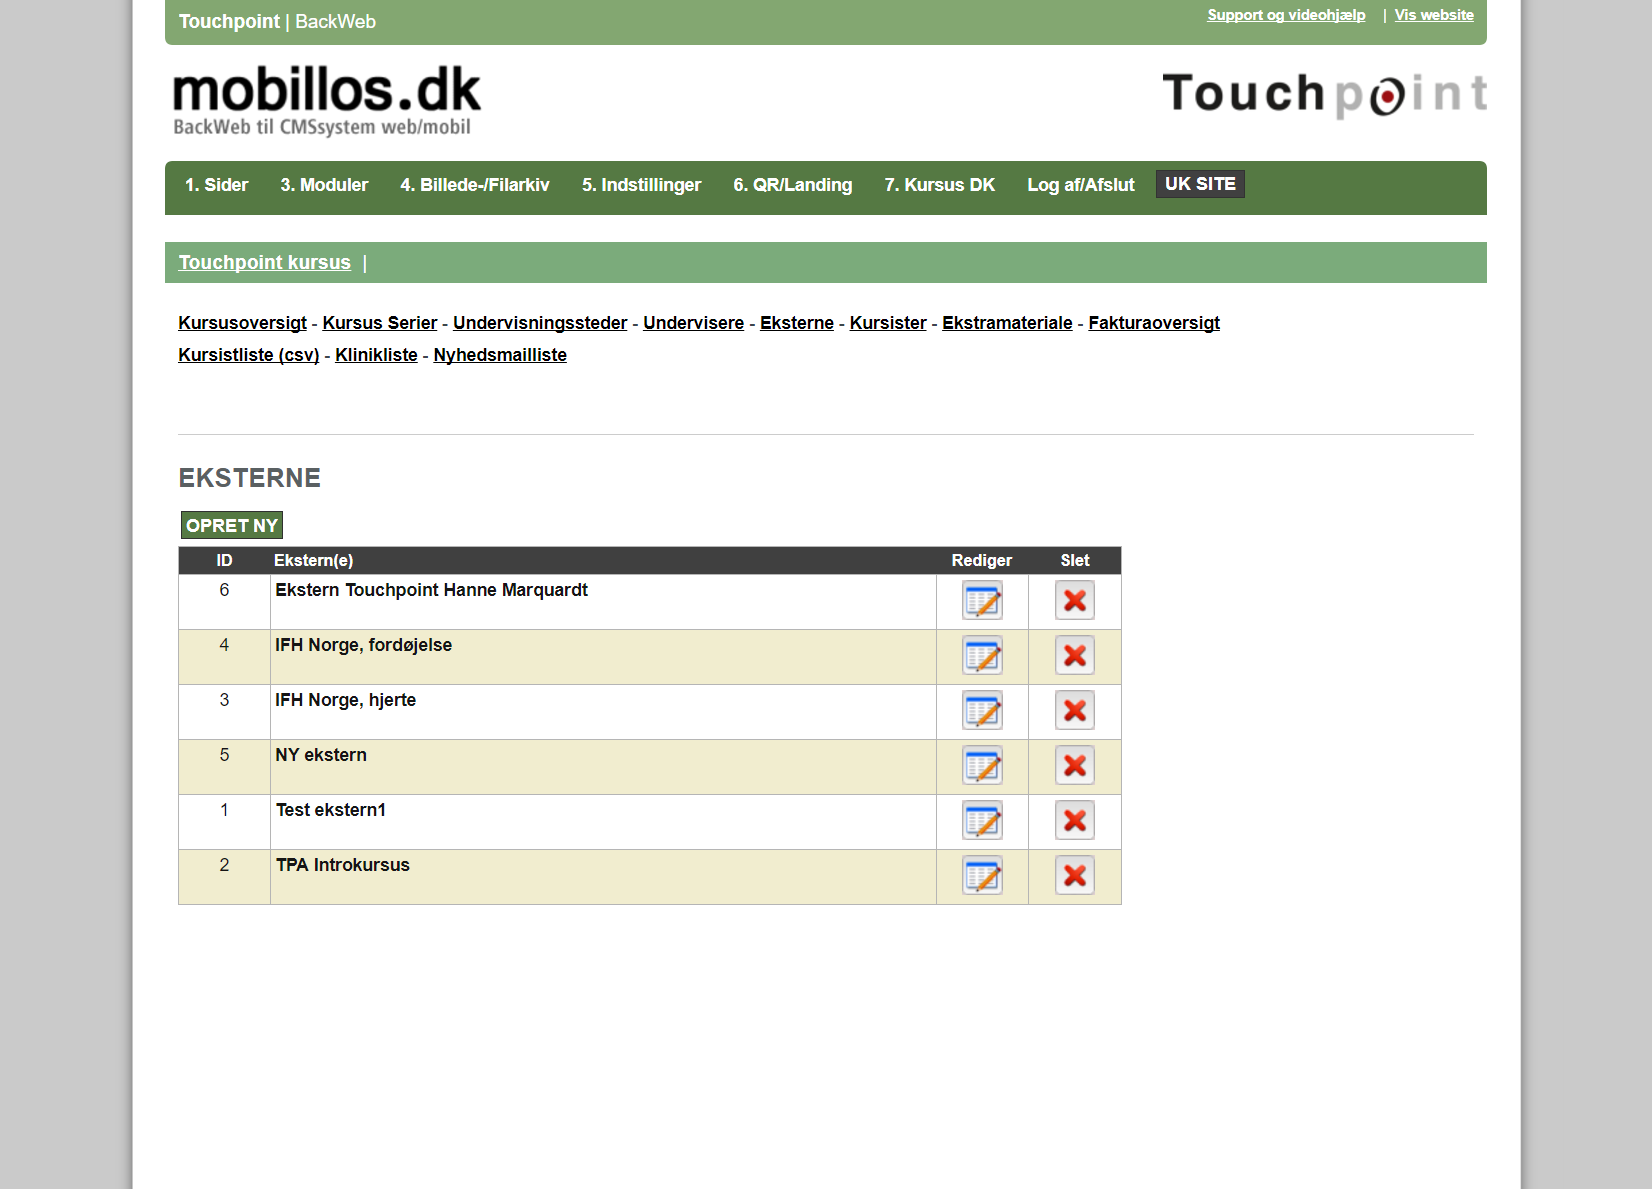 Touchpoint | BackWeb
Support og videohjælp | Vis website
mobillos.dk
BackWeb til CMSsystem web/mobil
Touchpoint
1. Sider 3. Moduler 4. Billede-/Filarkiv 5. Indstillinger 6. QR/Landing 7. Kursus DK Log af/Afslut UK SITE
Touchpoint kursus |
Kursusoversigt - Kursus Serier - Undervisningssteder - Undervisere - Eksterne - Kursister - Ekstramateriale - Fakturaoversigt
Kursistliste (csv) - Klinikliste - Nyhedsmailliste
EKSTERNE
OPRET NY
ID Ekstern(e) Rediger Slet
6 Ekstern Touchpoint Hanne Marquardt
4 IFH Norge, fordøjelse
3 IFH Norge, hjerte
5 NY ekstern
1 Test ekstern1
2 TPA Introkursus